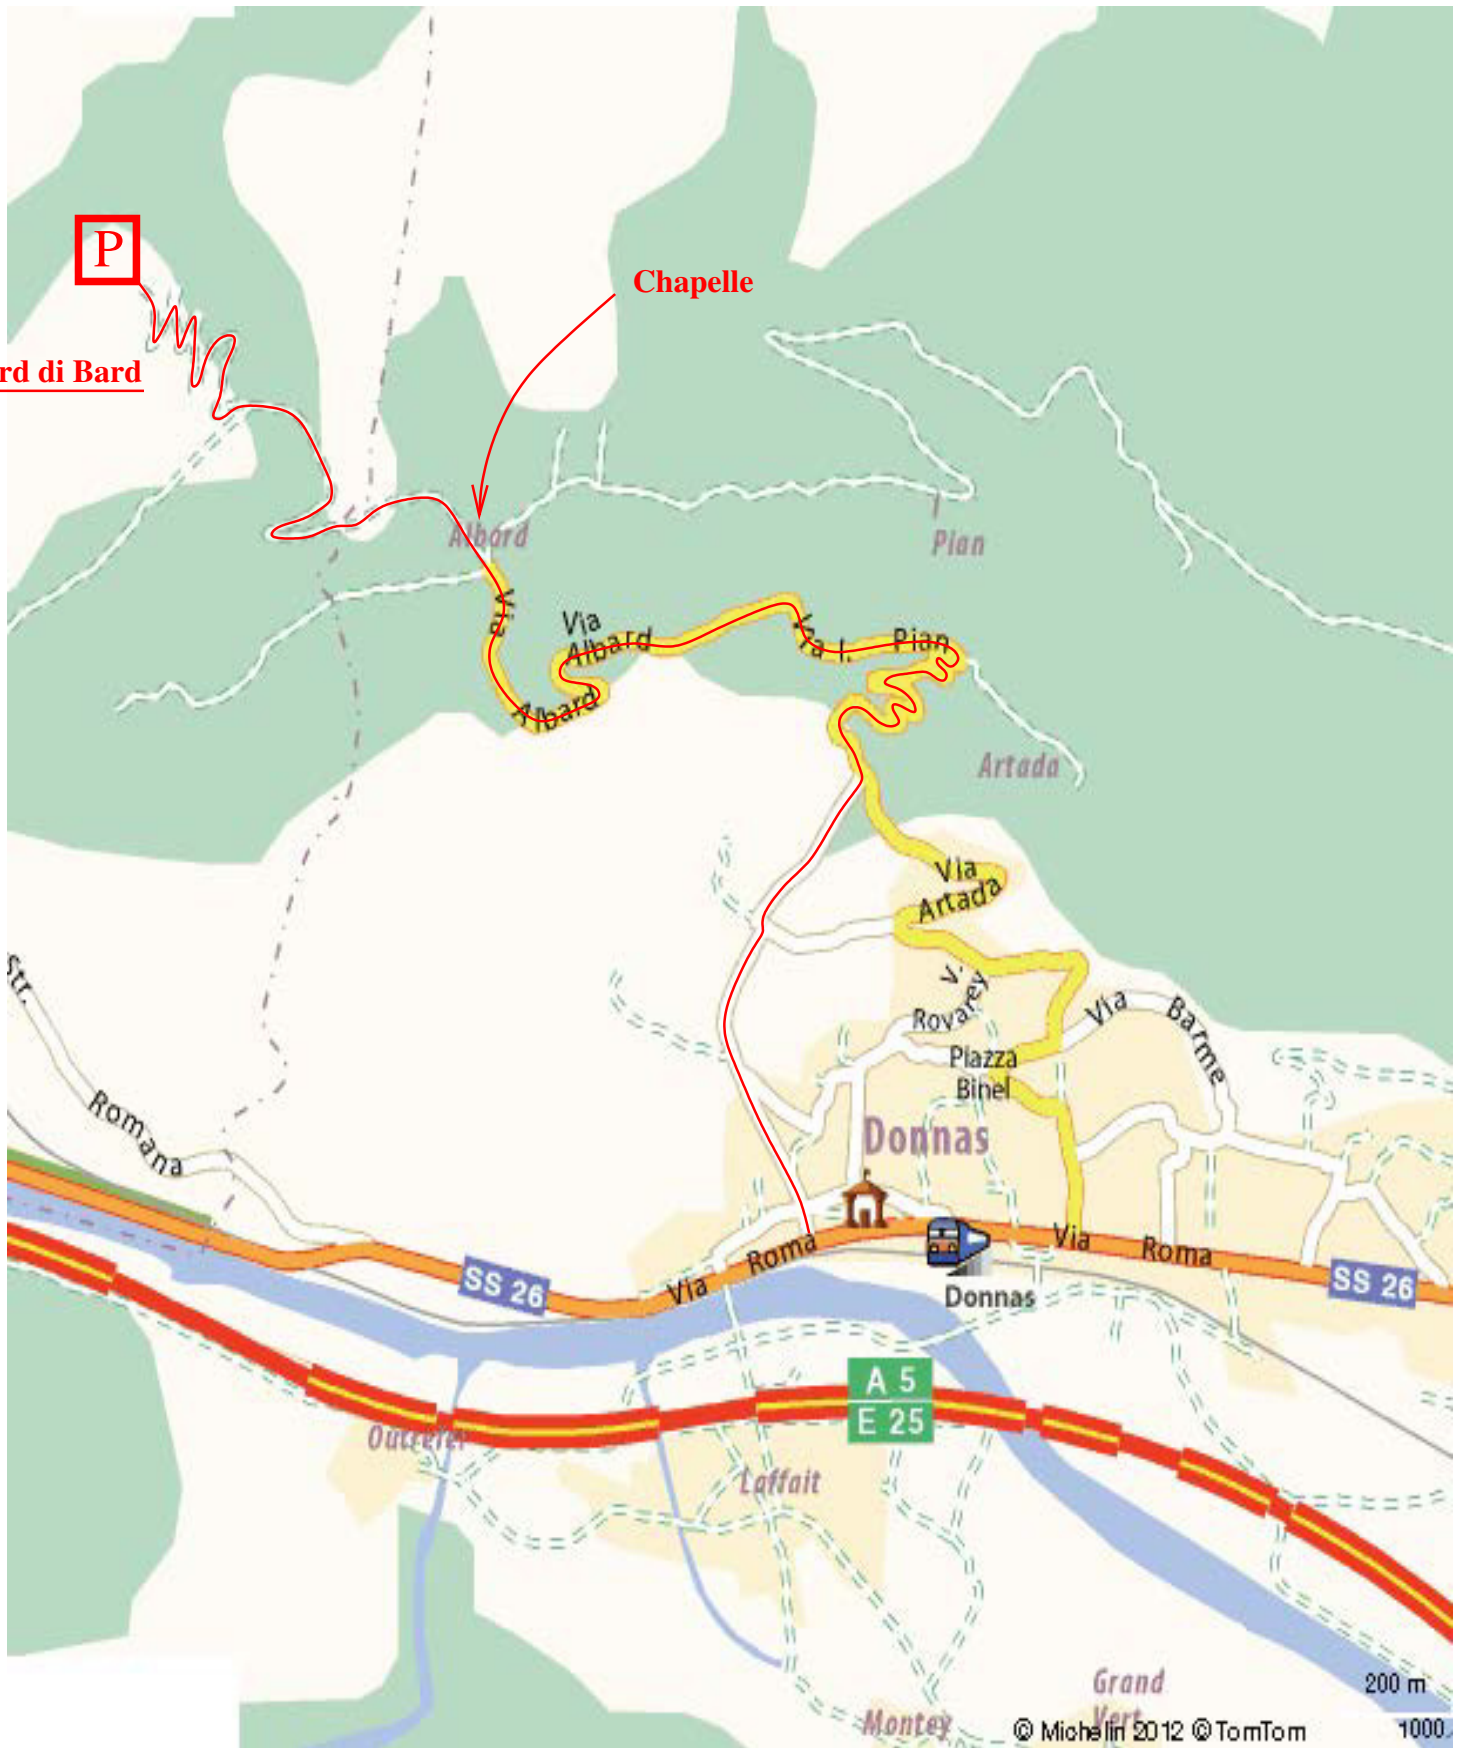 P
Chapelle
rd di Bard
Albard
I
Pian
Via
Via
Albard
Via I. Pian
Albard
Artada
Via
Artada
Str.
V.
Rovarey
Via Barme
Piazza
Binel
Romana
Donnas
Via Roma
Via Roma
SS 26
SS 26
Donnas
A 5
E 25
Outrefer
Laffait
Grand
Vert
Montey
200 m
© Michelin 2012 © TomTom
1000